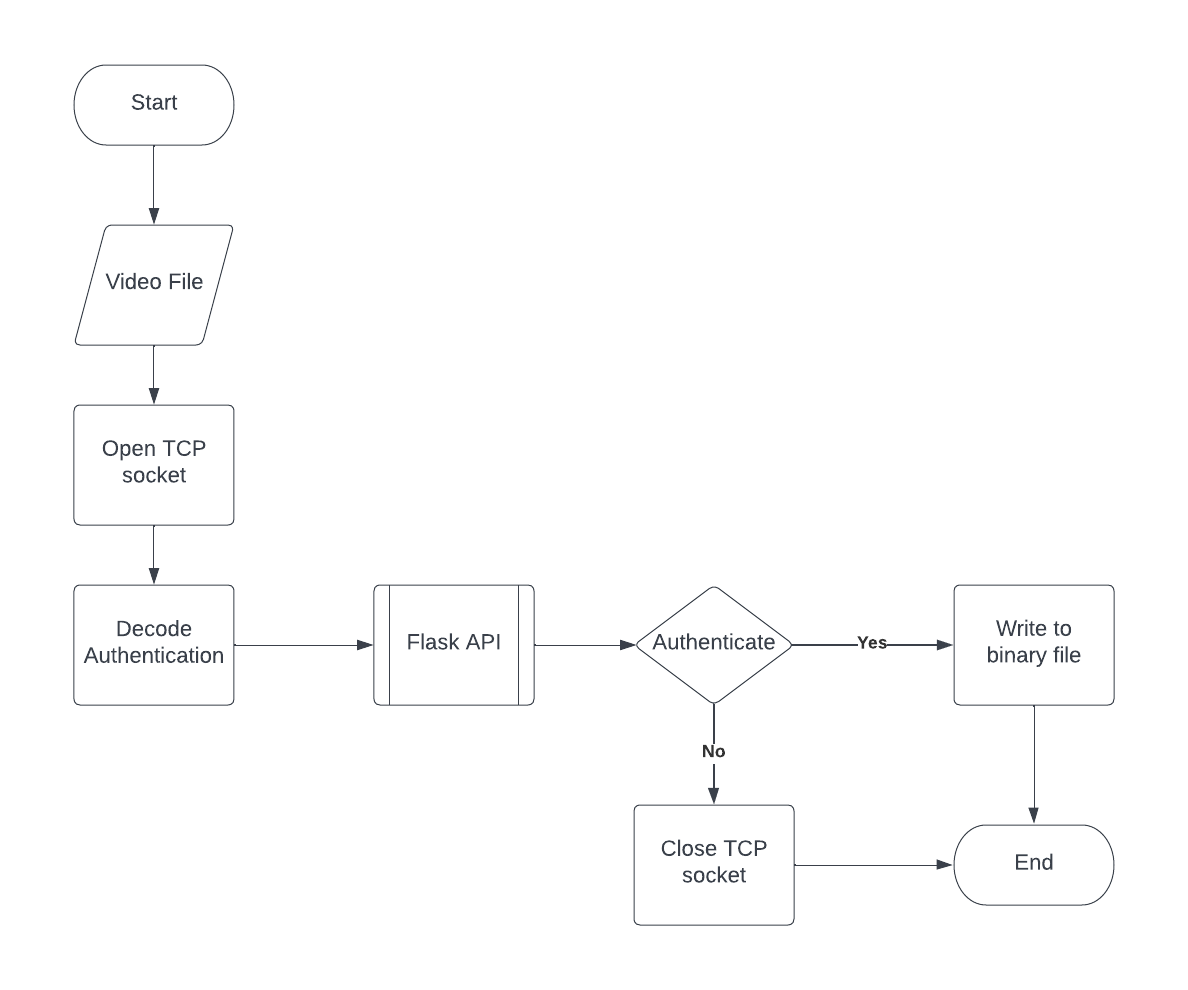 Start
Video File
Open TCP
socket
Decode
Authentication
Flask API
Authenticate
Yes
Write to
binary file
No
Close TCP
socket
End